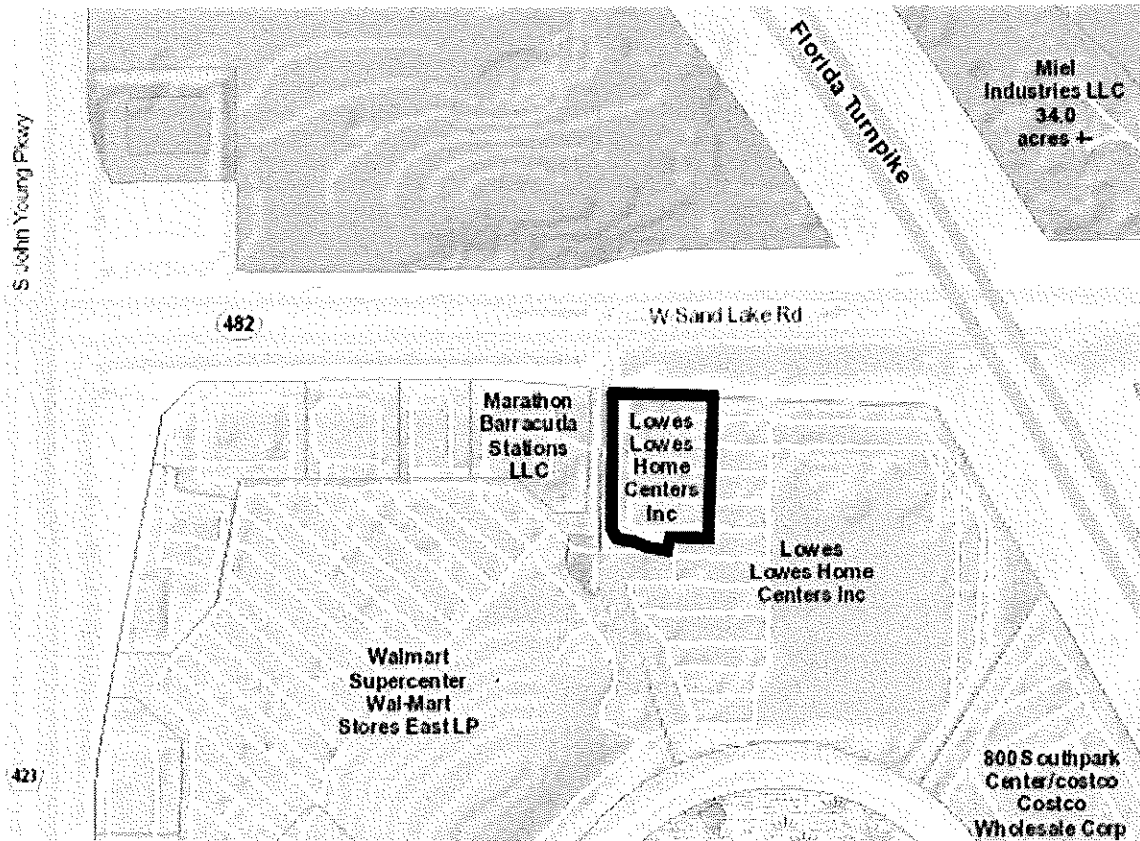 Florida Turnpike
Miel
Industries LLC
34.0
acres +-
S John Young Pkwy
482
W Sand Lake Rd
Marathon
Barracuda
Stations
LLC
Lowes
Lowes
Home
Centers
Inc
Lowes
Lowes Home
Centers Inc
Walmart
Supercenter
Wal-Mart
Stores East LP
423
800 Southpark
Center/costco
Costco
Wholesale Corp